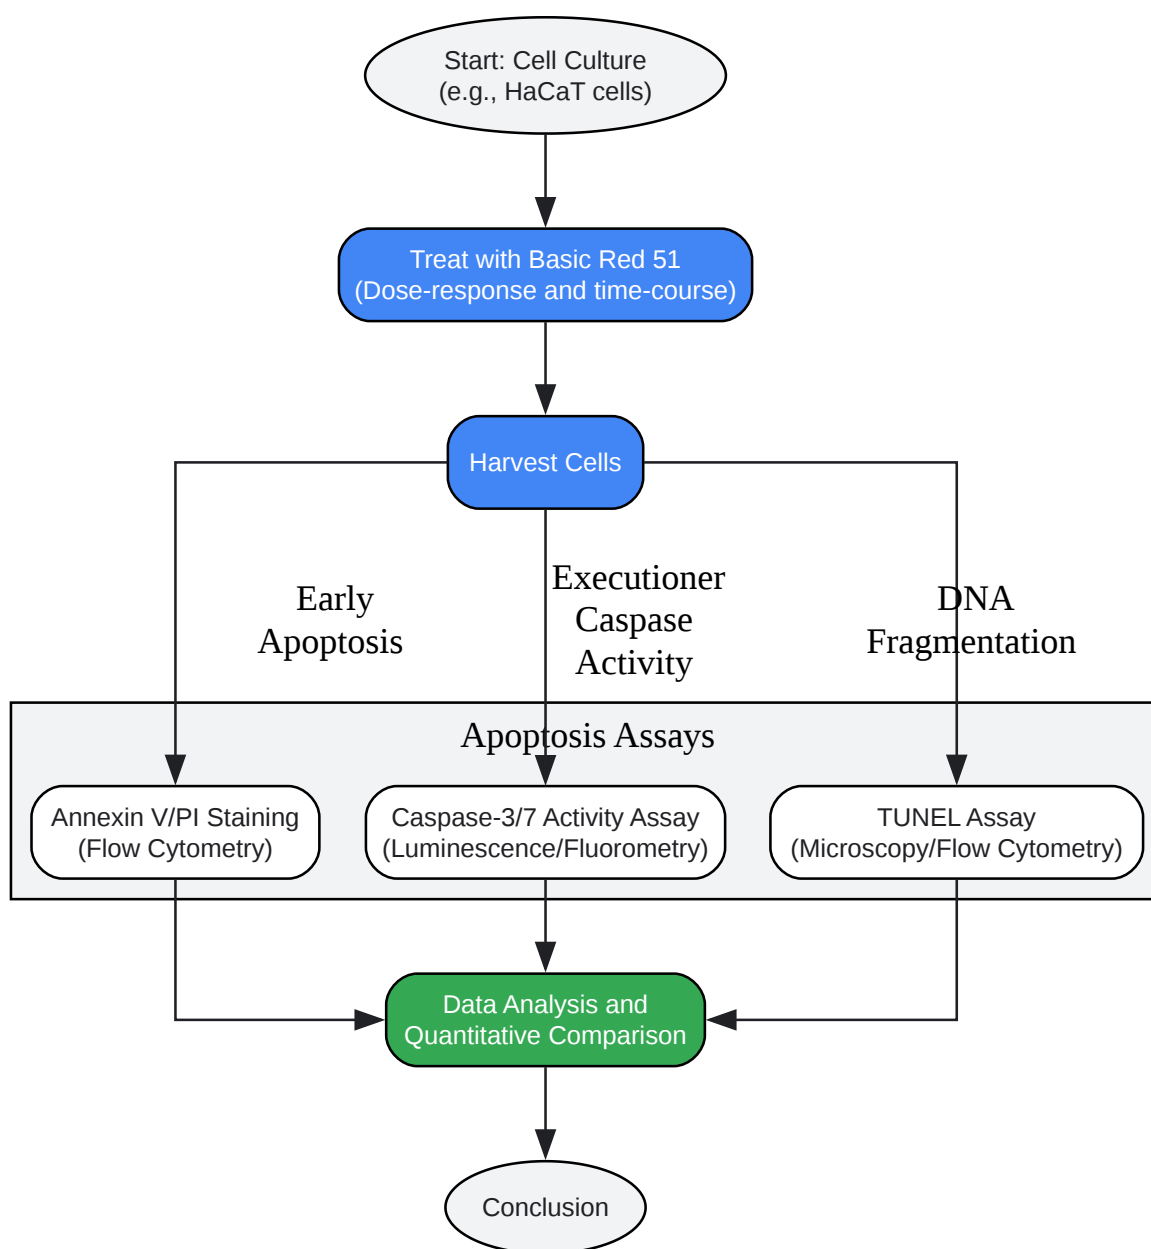 Start: Cell Culture
(e.g., HaCaT cells)
Treat with Basic Red 51
(Dose-response and time-course)
Harvest Cells
Early
Apoptosis
Executioner
Caspase
Activity
DNA
Fragmentation
Apoptosis Assays
Annexin V/PI Staining
(Flow Cytometry)
Caspase-3/7 Activity Assay
(Luminescence/Fluorometry)
TUNEL Assay
(Microscopy/Flow Cytometry)
Data Analysis and
Quantitative Comparison
Conclusion